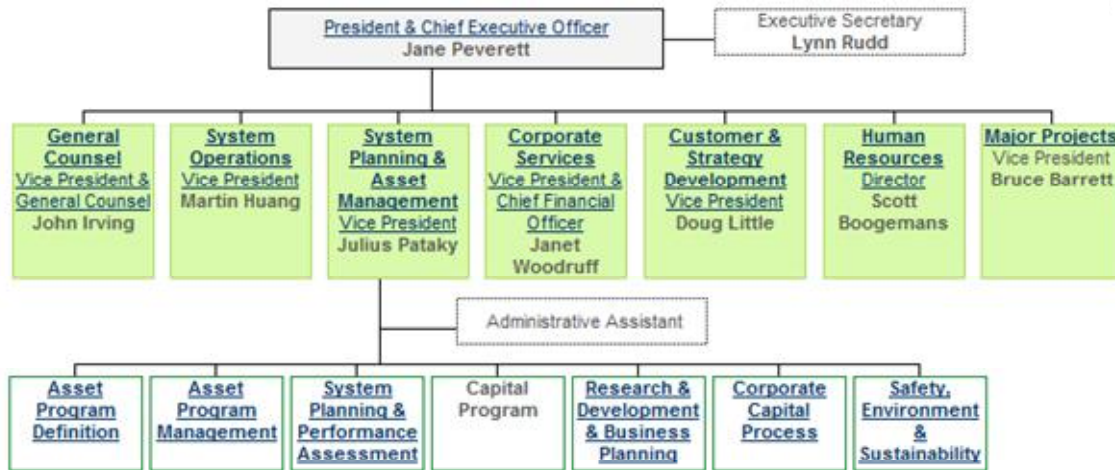 President & Chief Executive Officer
Jane Peverett
Executive Secretary
Lynn Rudd
General
Counsel
Vice President &
General Counsel
John Irving
System
Operations
Vice President
Martin Huang
System
Planning &
Asset
Management
Vice President
Julius Pataky
Corporate
Services
Vice President &
Chief Financial
Officer
Janet
Woodruff
Customer &
Strategy
Development
Vice President
Doug Little
Human
Resources
Director
Scott
Boogemans
Major Projects
Vice President
Bruce Barrett
Administrative Assistant
Asset
Program
Definition
Asset
Program
Management
System
Planning &
Performance
Assessment
Capital
Program
Research &
Development
& Business
Planning
Corporate
Capital
Process
Safety,
Environment
&
Sustainability